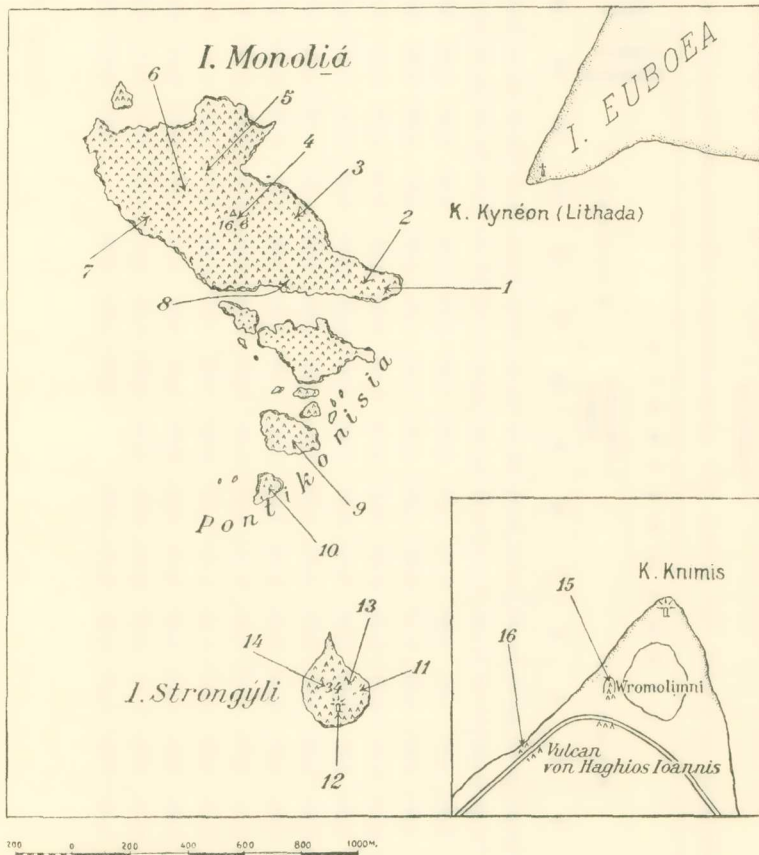 I. Monoliá
I. EUBOEA
6
5
4
3
16,6
K. Kynéon (Lithada)
2
7
8
1
Pontikonisia
9
10
K. Knimis
15
13
14
16
11
34
Wromolimni
I. Strongýli
Vulcan
von Haghios Ioannis
12
200 0 200 400 600 800 1000M.